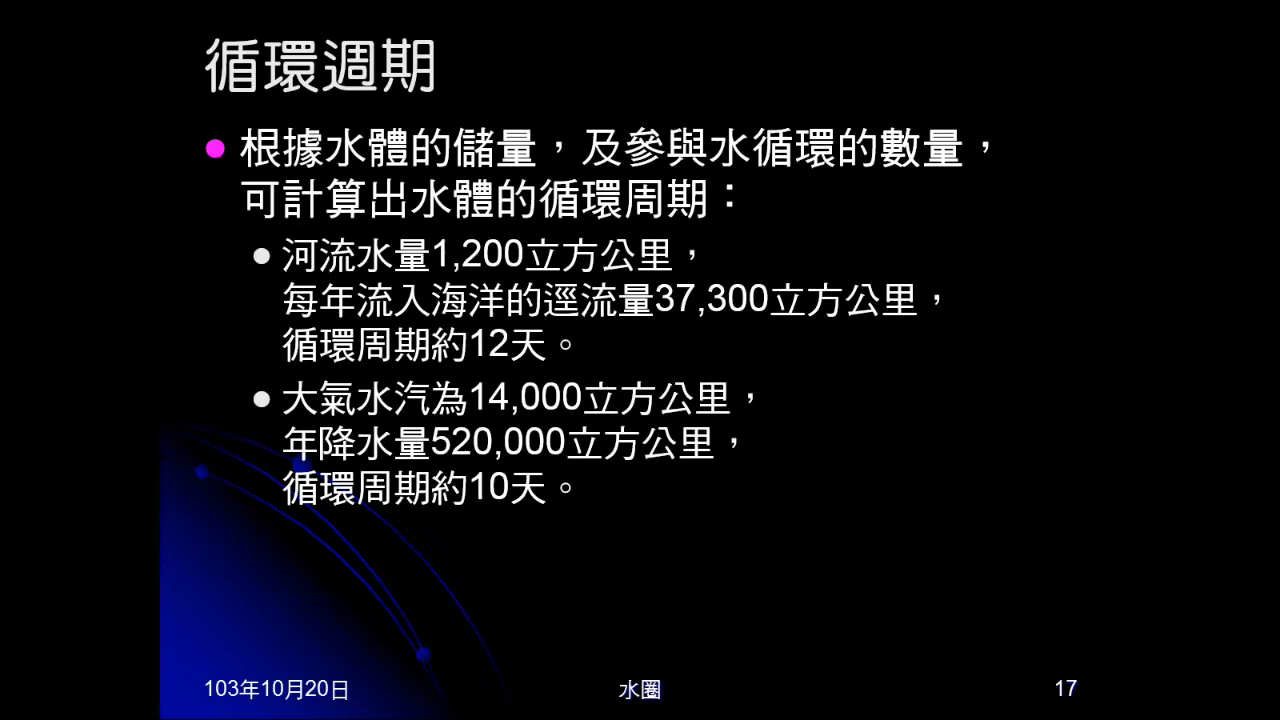 循環週期
根據水體的儲量，及參與水循環的數量，
可計算出水體的循環周期：
河流水量1,200立方公里，
每年流入海洋的逕流量37,300立方公里，
循環周期約12天。
大氣水汽為14,000立方公里，
年降水量520,000立方公里，
循環周期約10天。
103年10月20日
水圈
17